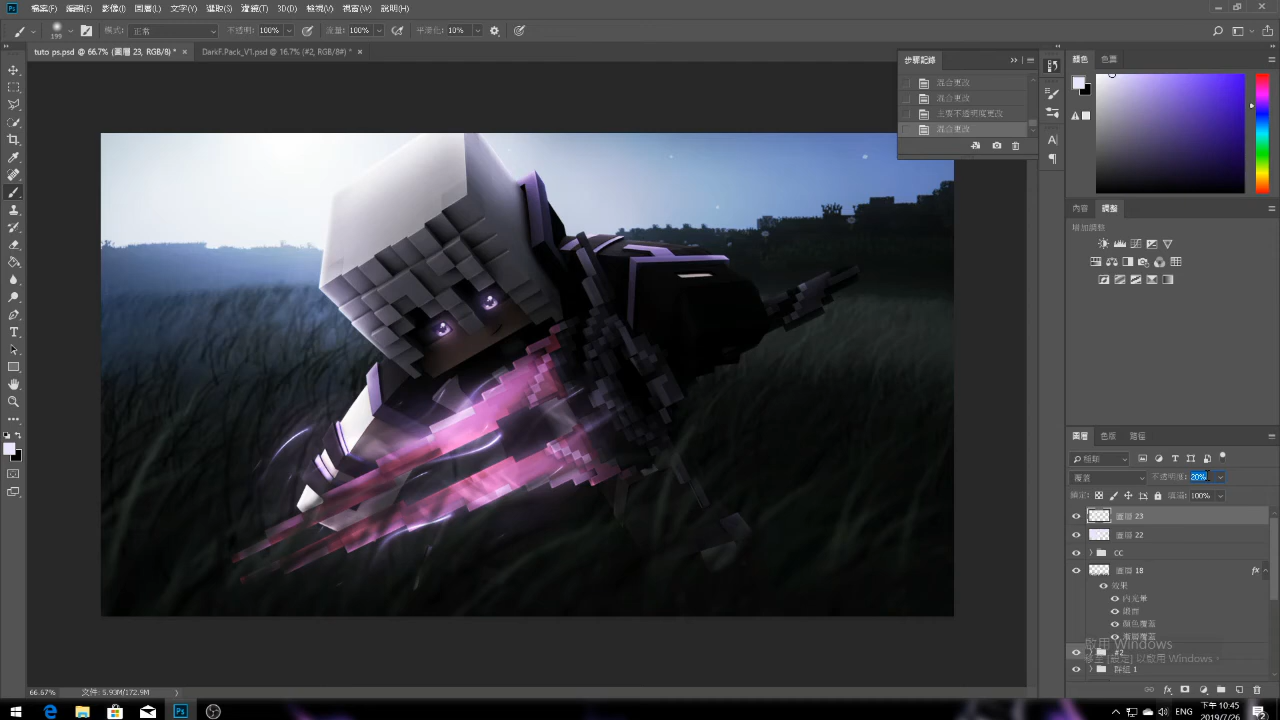 檔案(F) 編輯(E) 影像(I) 圖層(L) 文字(Y) 選取(S) 濾鏡(T) 3D(D) 檢視(V) 視窗(W) 說明(H)
199 模式: 正常 不透明: 100% 流量: 100% 平滑化: 10%
tuto ps.psd @ 66.7% (圖層 23, RGB/8) * ×
DarkF.Pack_V1.psd @ 16.7% (#2, RGB/8#) * ×
步驟記錄
混合更改
混合更改
主要不透明度更改
混合更改
顏色 色票
內容 調整
增加調整
圖層 色版 路徑
種類
覆蓋 不透明度: 20%
鎖定: 填滿: 100%
圖層 23
圖層 22
CC
圖層 18 fx
效果
內光暈
緞面
顏色覆蓋
漸層覆蓋
#2
群組 1
啟用 Windows
移至 [設定] 以啟用 Windows。
66.67% 文件: 5.93M/172.9M
下午 10:45
2019/7/26